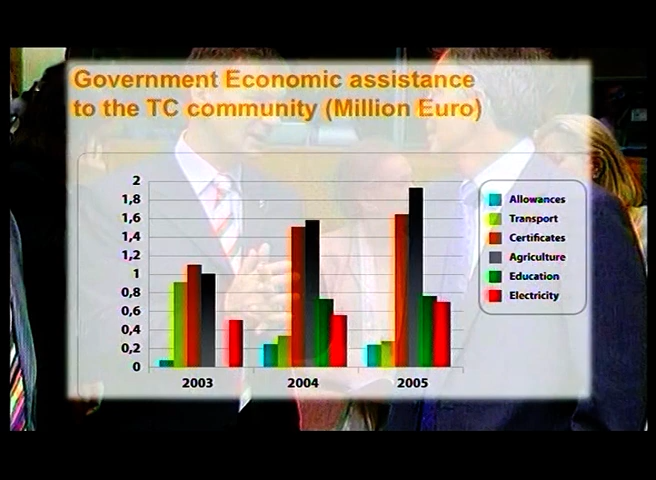 Government Economic assistance
to the TC community (Million Euro)
2
1,8
1,6
1,4
1,2
1
0,8
0,6
0,4
0,2
0
2003
2004
2005
Allowances
Transport
Certificates
Agriculture
Education
Electricity